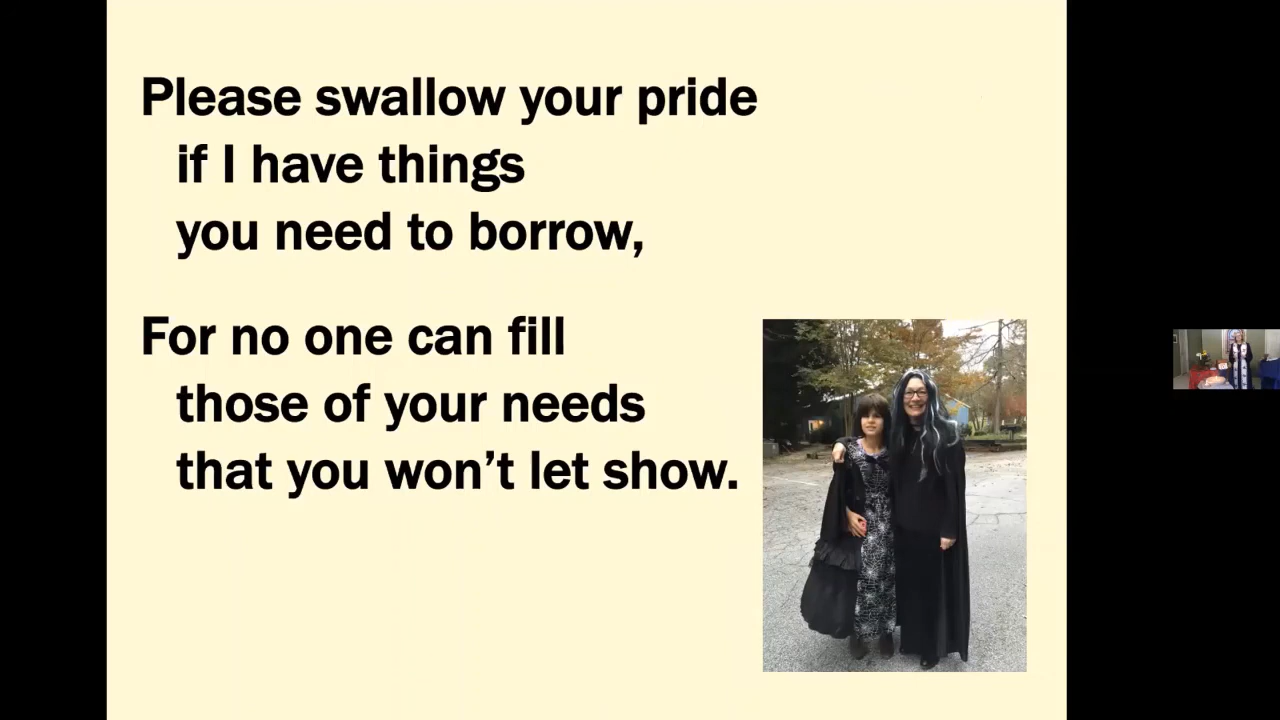 Please swallow your pride
if I have things
you need to borrow,
For no one can fill
those of your needs
that you won’t let show.